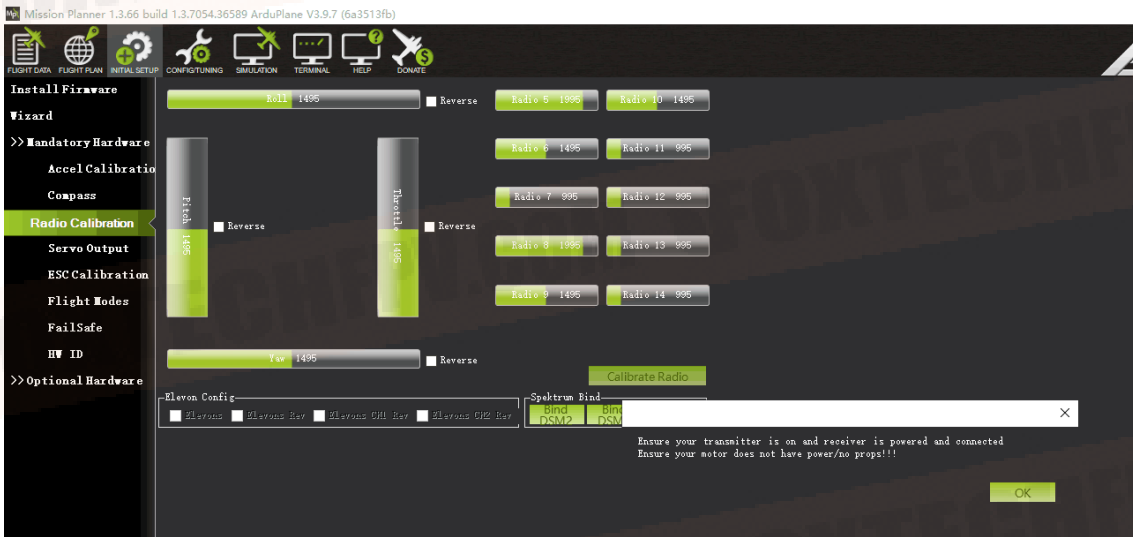 Mission Planner 1.3.66 build 1.3.7054.36589 ArduPlane V3.9.7 (6a3513fb)
FLIGHT DATA FLIGHT PLAN INITIAL SETUP CONFIG/TUNING SIMULATION TERMINAL HELP DONATE
Install Firmware
Wizard
>> Mandatory Hardware
Accel Calibratio
Compass
Radio Calibration
Servo Output
ESC Calibration
Flight Modes
FailSafe
HW ID
>> Optional Hardware
Roll 1495
Reverse
Pitch 1495
Reverse
Throttle 1495
Reverse
Yaw 1495
Reverse
Radio 5 1995
Radio 10 1495
Radio 6 1495
Radio 11 995
Radio 7 995
Radio 12 995
Radio 8 1995
Radio 13 995
Radio 9 1495
Radio 14 995
Calibrate Radio
Elevon Config
Elevons Elevons Rev Elevons CH1 Rev Elevons CH2 Rev
Spektrum Bind
Bind DSM2
Bind
Ensure your transmitter is on and receiver is powered and connected
Ensure your motor does not have power/no props!!!
OK